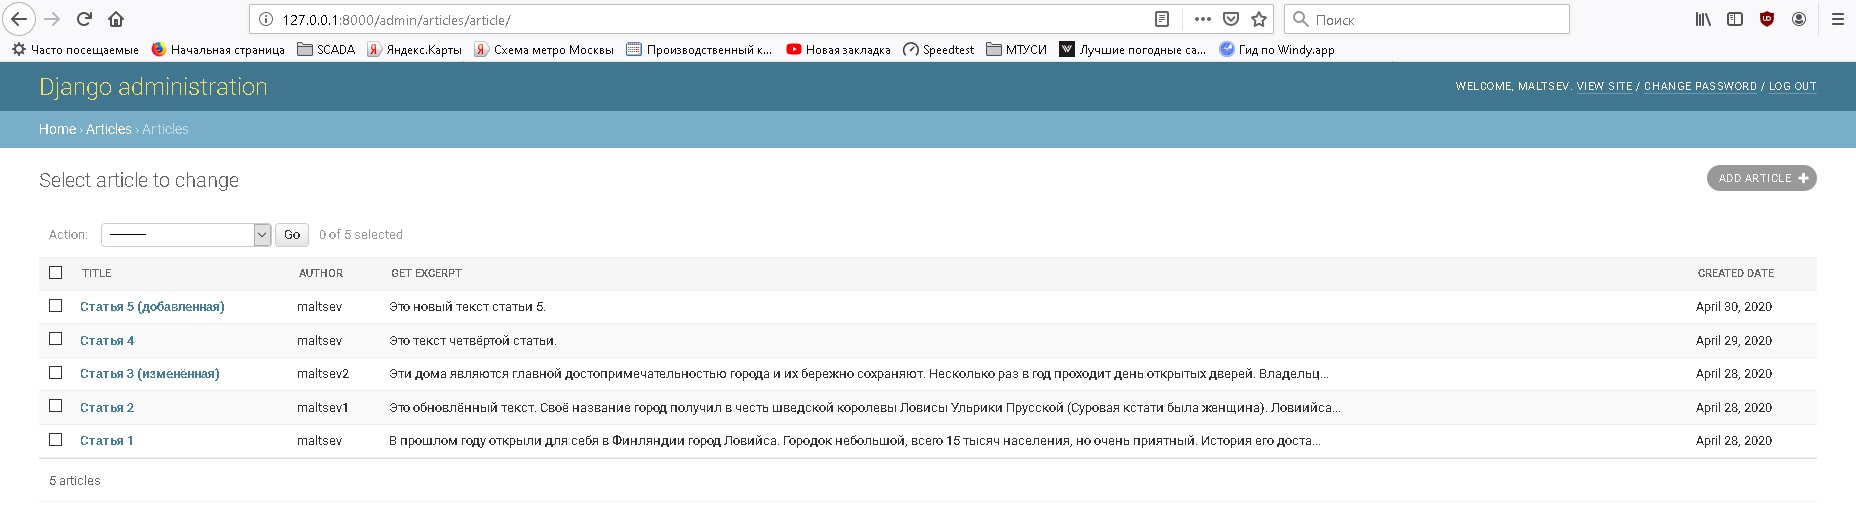 127.0.0.1:8000/admin/articles/article/ Поиск
Часто посещаемые Начальная страница SCADA Яндекс.Карты Схема метро Москвы Производственный к... Новая закладка Speedtest МТУСИ Лучшие погодные са... Гид по Windy.app
Django administration WELCOME, MALTSEV. VIEW SITE / CHANGE PASSWORD / LOG OUT
Home › Articles › Articles
Select article to change ADD ARTICLE +
Action: --------- Go 0 of 5 selected
TITLE AUTHOR GET EXCERPT CREATED DATE
Статья 5 (добавленная) maltsev Это новый текст статьи 5. April 30, 2020
Статья 4 maltsev Это текст четвёртой статьи. April 29, 2020
Статья 3 (изменённая) maltsev2 Эти дома являются главной достопримечательностью города и их бережно сохраняют. Несколько раз в год проходит день открытых дверей. Владельц... April 28, 2020
Статья 2 maltsev1 Это обновлённый текст. Своё название город получил в честь шведской королевы Ловисы Ульрики Прусской (Суровая кстати была женщина). Ловиийса... April 28, 2020
Статья 1 maltsev В прошлом году открыли для себя в Финляндии город Ловийса. Городок небольшой, всего 15 тысяч населения, но очень приятный. История его доста... April 28, 2020
5 articles